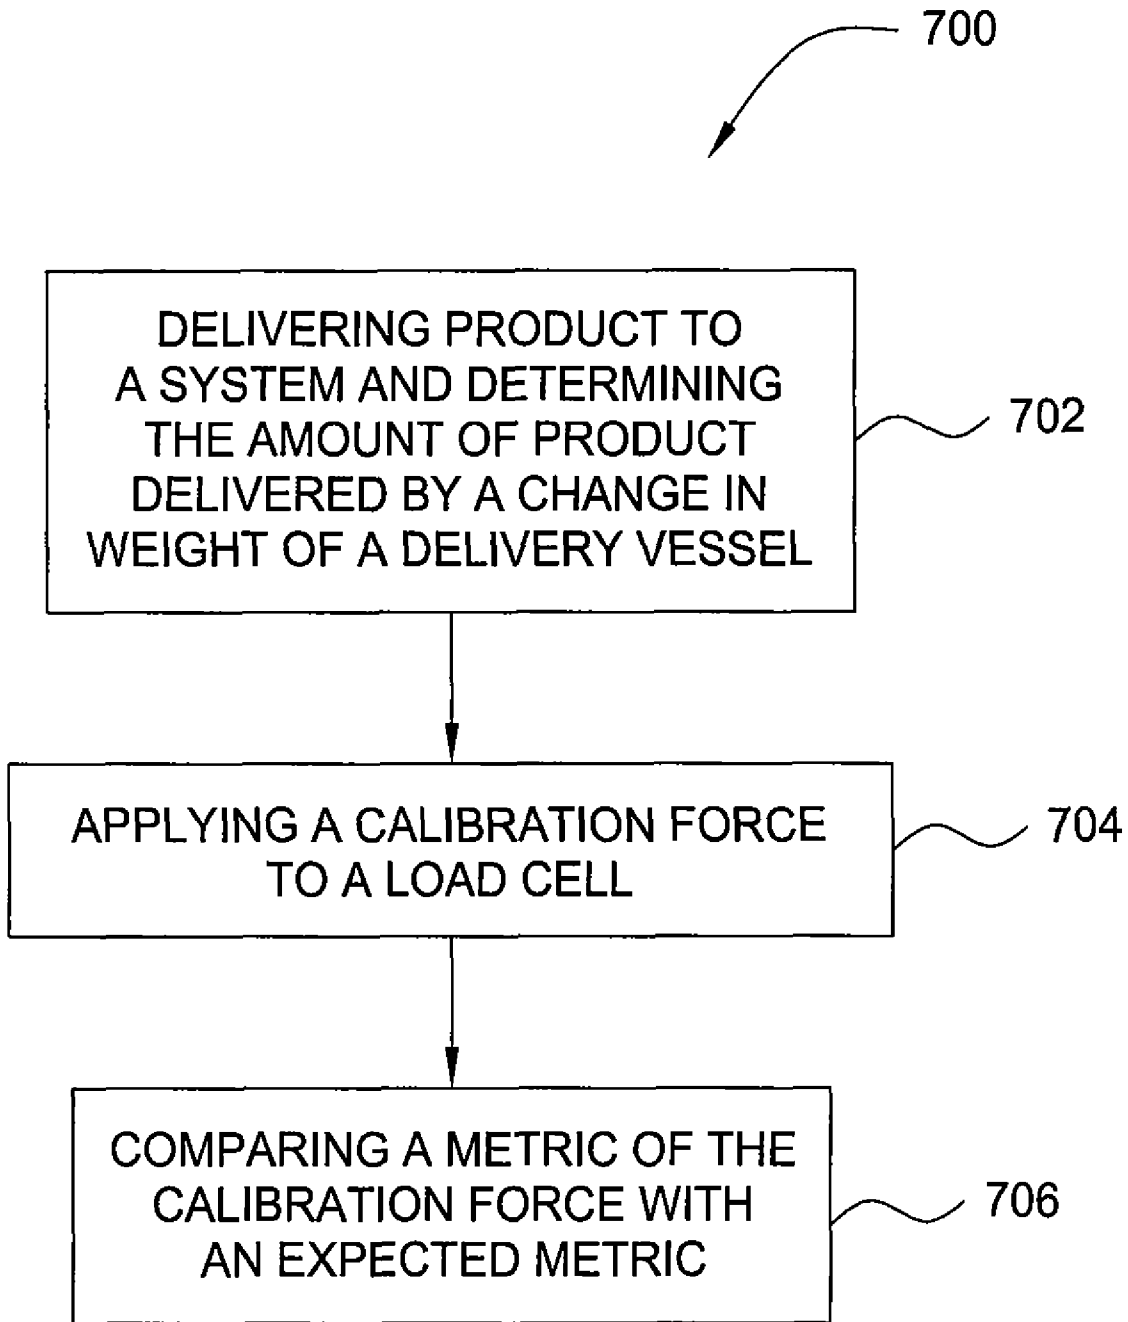 700
DELIVERING PRODUCT TO
A SYSTEM AND DETERMINING
THE AMOUNT OF PRODUCT
DELIVERED BY A CHANGE IN
WEIGHT OF A DELIVERY VESSEL
702
APPLYING A CALIBRATION FORCE
TO A LOAD CELL
704
COMPARING A METRIC OF THE
CALIBRATION FORCE WITH
AN EXPECTED METRIC
706